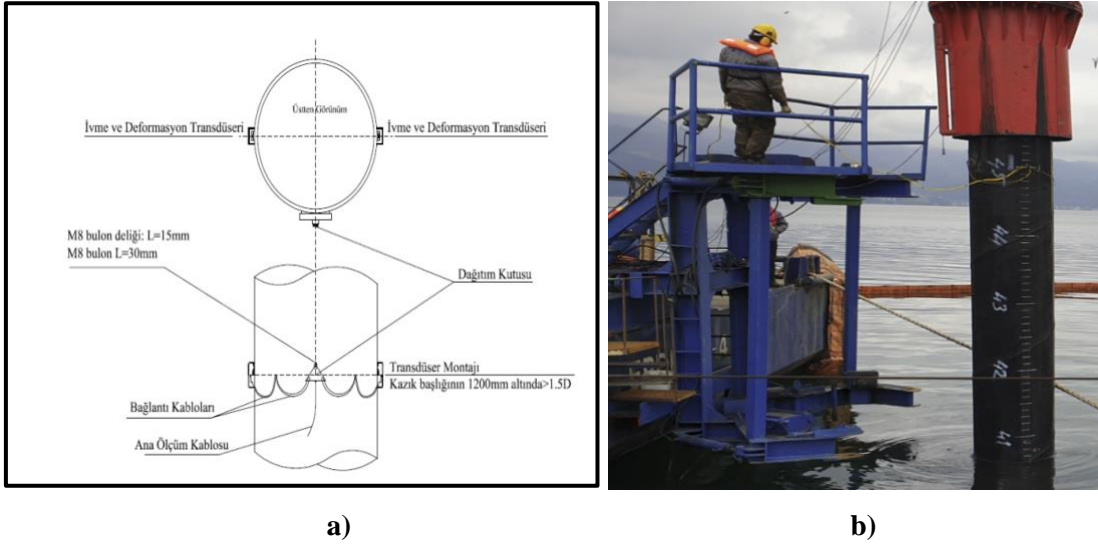 Üstten Görünüm
İvme ve Deformasyon Transdüseri
İvme ve Deformasyon Transdüseri
M8 bulon deliği: L=15mm
M8 bulon L=30mm
Dağıtım Kutusu
Transdüser Montajı
Kazık başlığının 1200mm altında>1.5D
Bağlantı Kabloları
Ana Ölçüm Kablosu
45
44
43
42
41
a)
b)